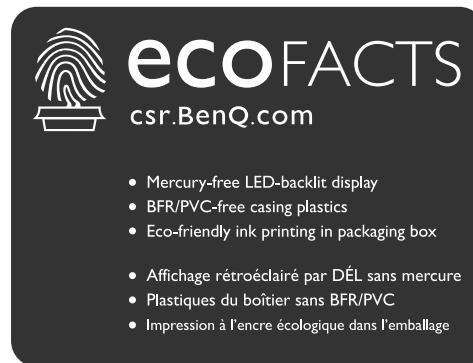 ecoFACTS
csr.BenQ.com
• Mercury-free LED-backlit display
• BFR/PVC-free casing plastics
• Eco-friendly ink printing in packaging box
• Affichage rétroéclairé par DÉL sans mercure
• Plastiques du boîtier sans BFR/PVC
• Impression à l'encre écologique dans l'emballage